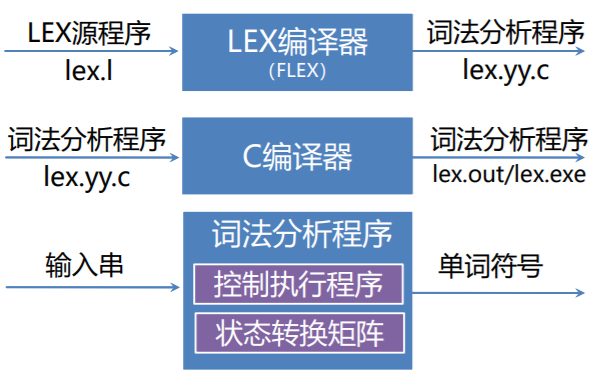 LEX源程序
lex.l
LEX编译器
(FLEX)
词法分析程序
lex.yy.c
词法分析程序
lex.yy.c
C编译器
词法分析程序
lex.out/lex.exe
输入串
词法分析程序
控制执行程序
状态转换矩阵
单词符号